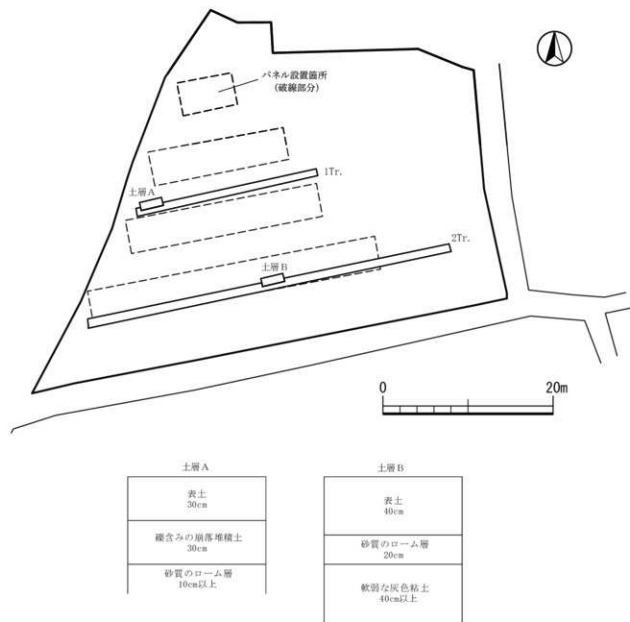 パネル設置箇所
(破線部分)
土層A
1Tr.
2Tr.
土層B
0
20m
土層A
表土
30cm
礫含みの崩落堆積土
30cm
砂質のローム層
10cm以上
土層B
表土
40cm
砂質のローム層
20cm
軟弱な灰色粘土
40cm以上